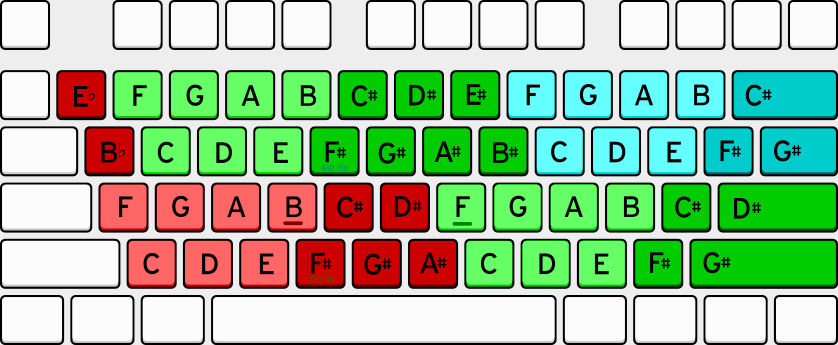 E♭ F G A B C# D# E# F G A B C#
B♭ C D E F# G# A# B# C D E F# G#
F G A B C# D# F G A B C# D#
C D E F# G# A# C D E F# G#